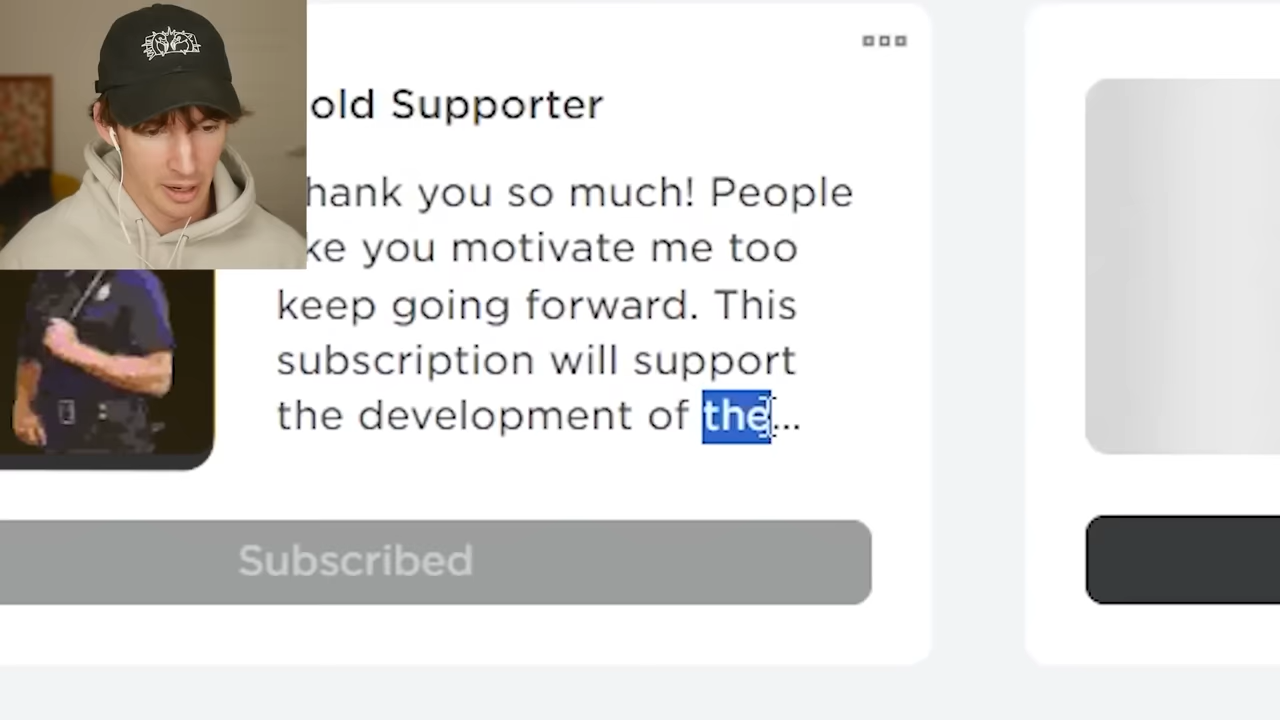 old Supporter
hank you so much! People
ke you motivate me too
keep going forward. This
subscription will support
the development of the...
Subscribed